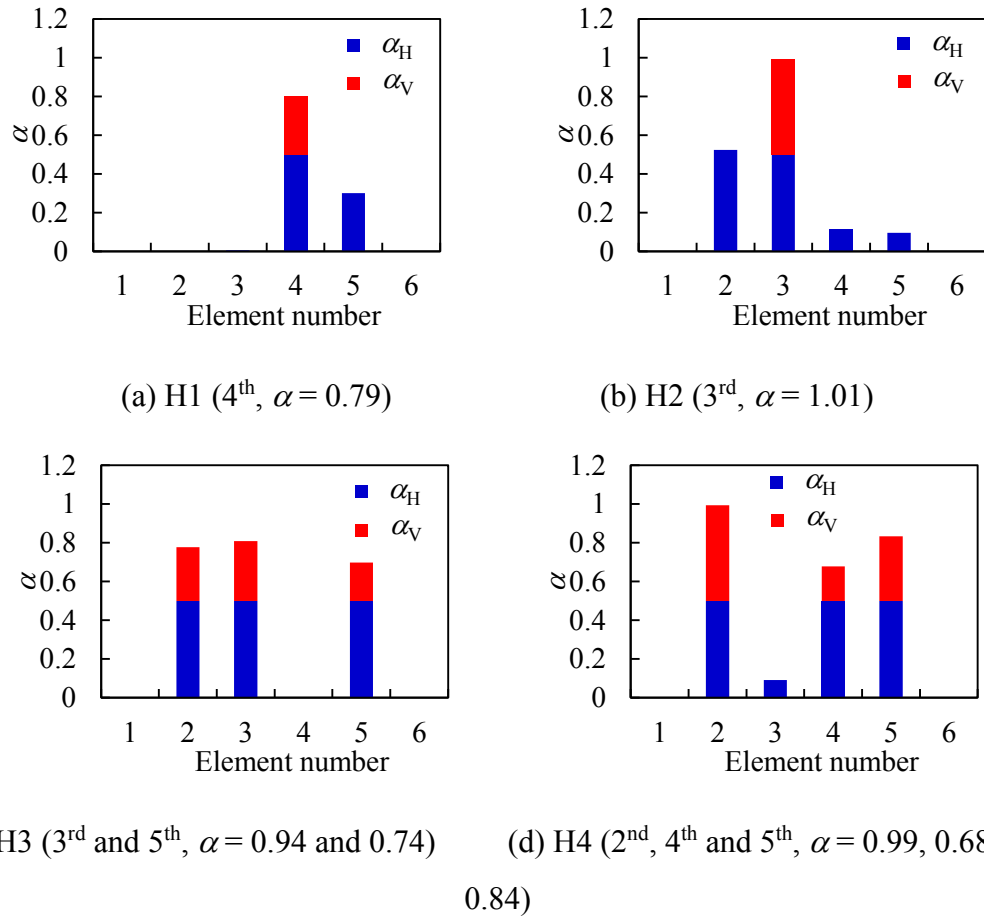 1.2
1
0.8
0.6
0.4
0.2
0
α
αH
αV
1 2 3 4 5 6
Element number
1.2
1
0.8
0.6
0.4
0.2
0
α
αH
αV
1 2 3 4 5 6
Element number
(a) H1 (4th, α = 0.79)
(b) H2 (3rd, α = 1.01)
1.2
1
0.8
0.6
0.4
0.2
0
α
αH
αV
1 2 3 4 5 6
Element number
1.2
1
0.8
0.6
0.4
0.2
0
α
αH
αV
1 2 3 4 5 6
Element number
H3 (3rd and 5th, α = 0.94 and 0.74)
(d) H4 (2nd, 4th and 5th, α = 0.99, 0.68
0.84)